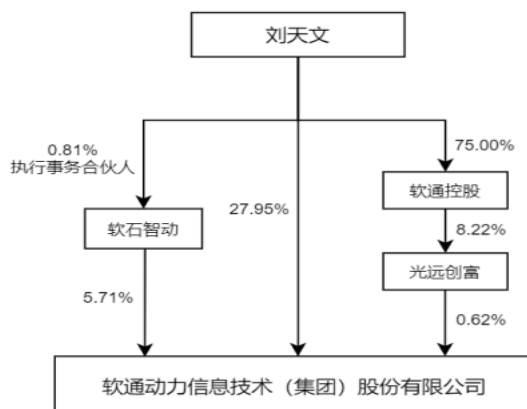 刘天文
0.81%
执行事务合伙人
75.00%
软通控股
软石智动
27.95%
8.22%
光远创富
5.71%
0.62%
软通动力信息技术（集团）股份有限公司